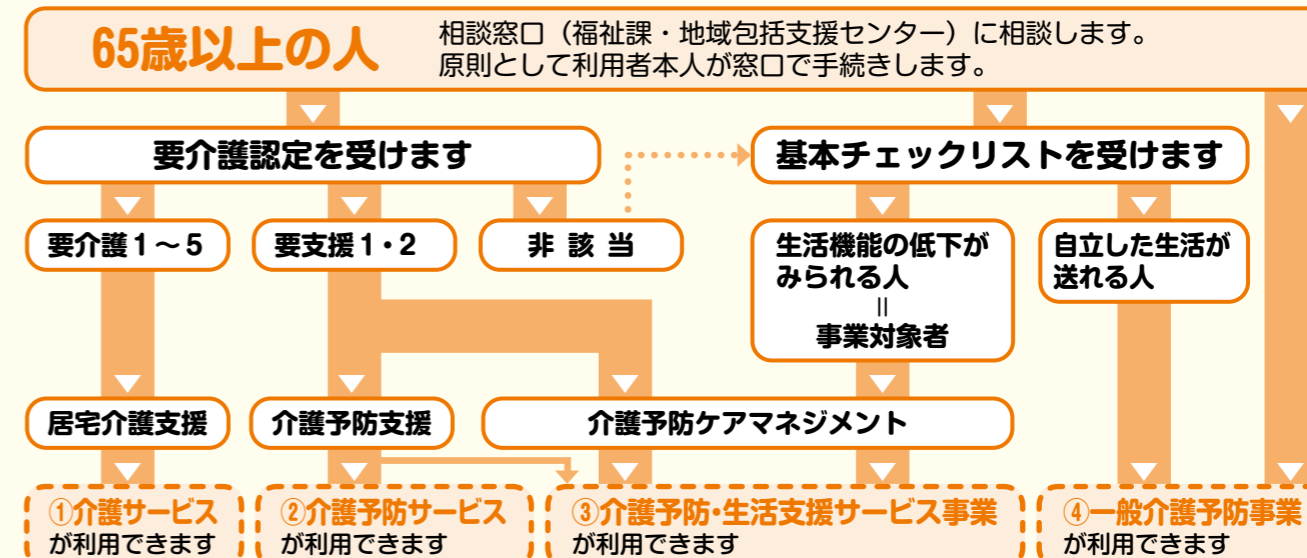 65歳以上の人
相談窓口（福祉課・地域包括支援センター）に相談します。
原則として利用者本人が窓口で手続きします。
要介護認定を受けます
基本チェックリストを受けます
要介護1～5
要支援1・2
非該当
生活機能の低下が
みられる人
＝
事業対象者
自立した生活が
送れる人
居宅介護支援
介護予防支援
介護予防ケアマネジメント
①介護サービス
が利用できます
②介護予防サービス
が利用できます
③介護予防・生活支援サービス事業
が利用できます
④一般介護予防事業
が利用できます